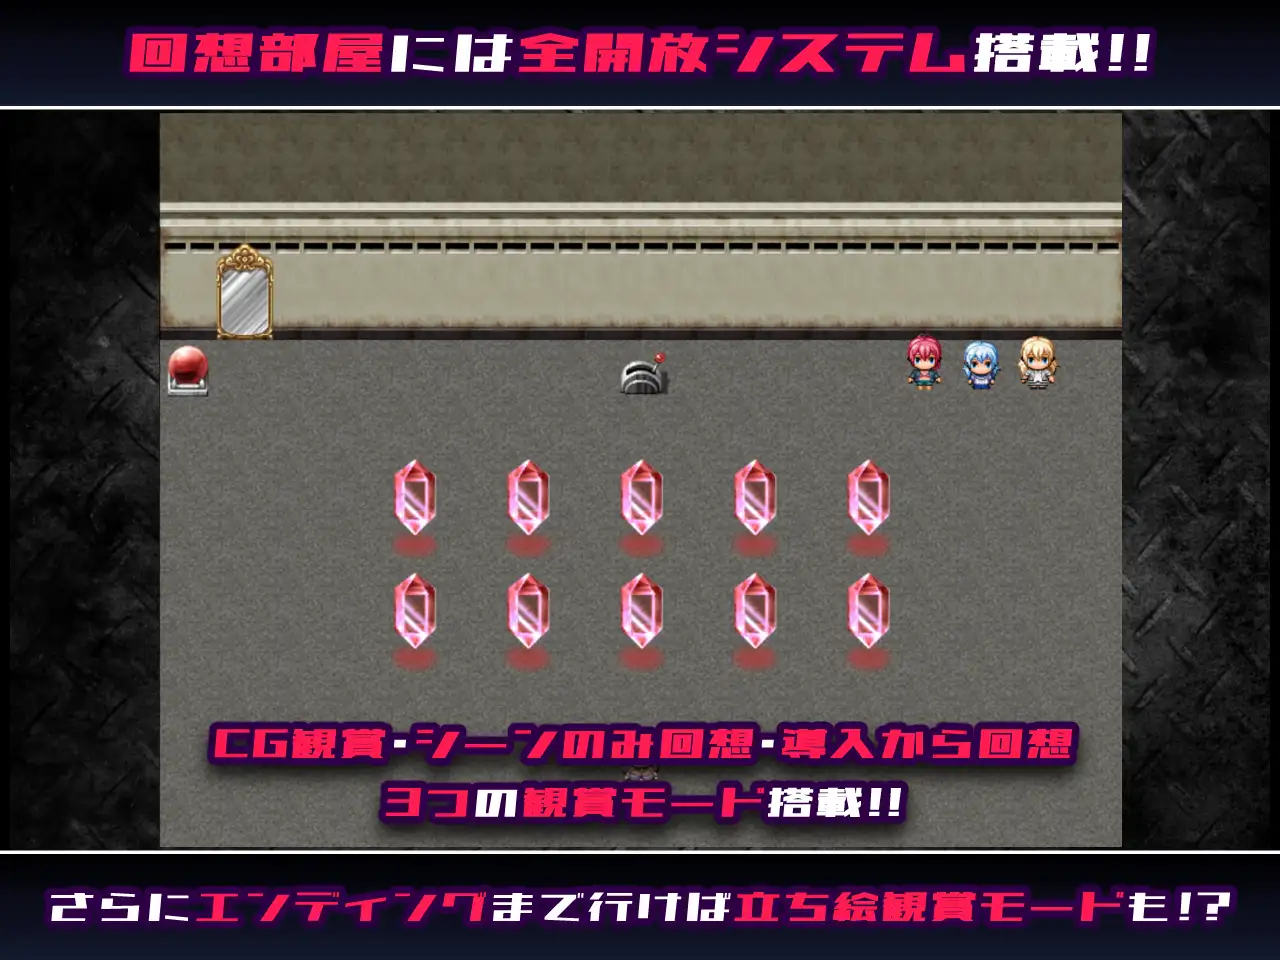 回想部屋には全開放システム搭載!!
CG観賞・シーンのみ回想・導入から回想
3つの観賞モード搭載!!
さらにエンディングまで行けば立ち絵観賞モードも!?